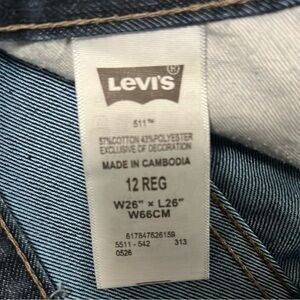 LEVI'S®
511™
57%COTTON 43%POLYESTER
EXCLUSIVE OF DECORATION
MADE IN CAMBODIA
12 REG
W26" × L26"
W66CM
617847626159
5511 - 542 313
0526